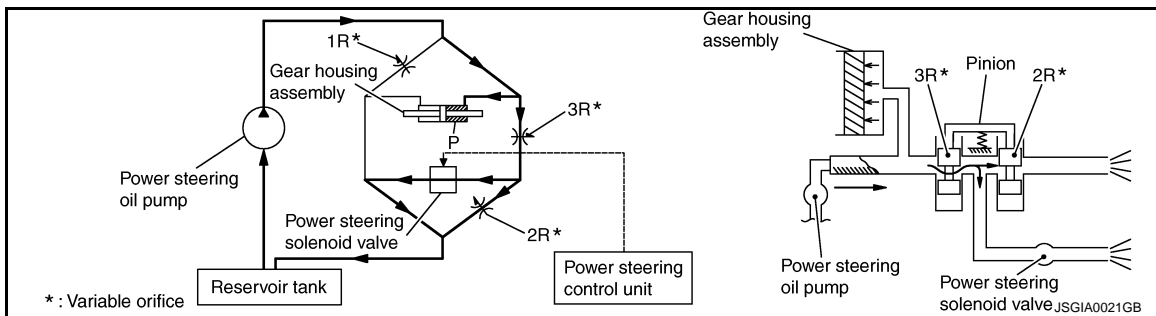 1R*
Gear housing
assembly
3R*
P
Power steering
oil pump
Power steering
solenoid valve
2R*
Reservoir tank
Power steering
control unit
* : Variable orifice
Gear housing
assembly
Pinion
3R*
2R*
Power steering
oil pump
Power steering
solenoid valve
JSGIA0021GB